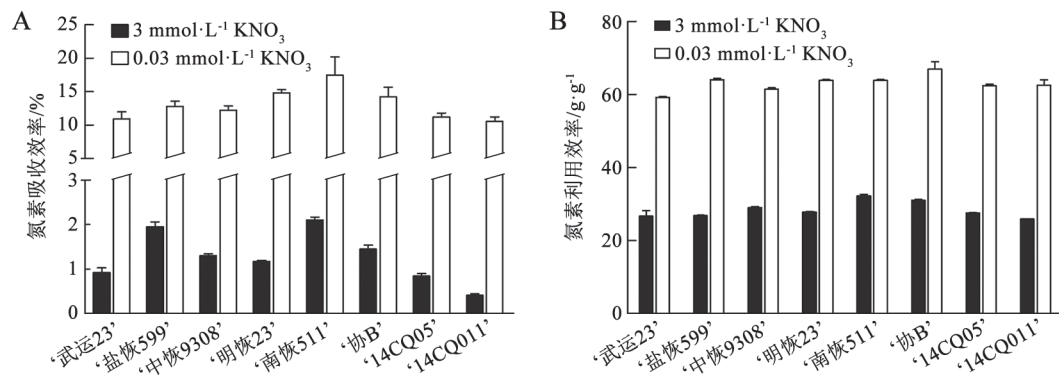 A
3 mmol·L⁻¹ KNO₃
0.03 mmol·L⁻¹ KNO₃
氮素吸收效率/%
25
20
15
10
5
3
2
1
0
‘武运23’
‘盐恢599’
‘中恢9308’
‘明恢23’
‘南恢511’
‘协B’
‘14CQ05’
‘14CQ011’
B
3 mmol·L⁻¹ KNO₃
0.03 mmol·L⁻¹ KNO₃
氮素利用效率/g·g⁻¹
80
60
40
20
0
‘武运23’
‘盐恢599’
‘中恢9308’
‘明恢23’
‘南恢511’
‘协B’
‘14CQ05’
‘14CQ011’